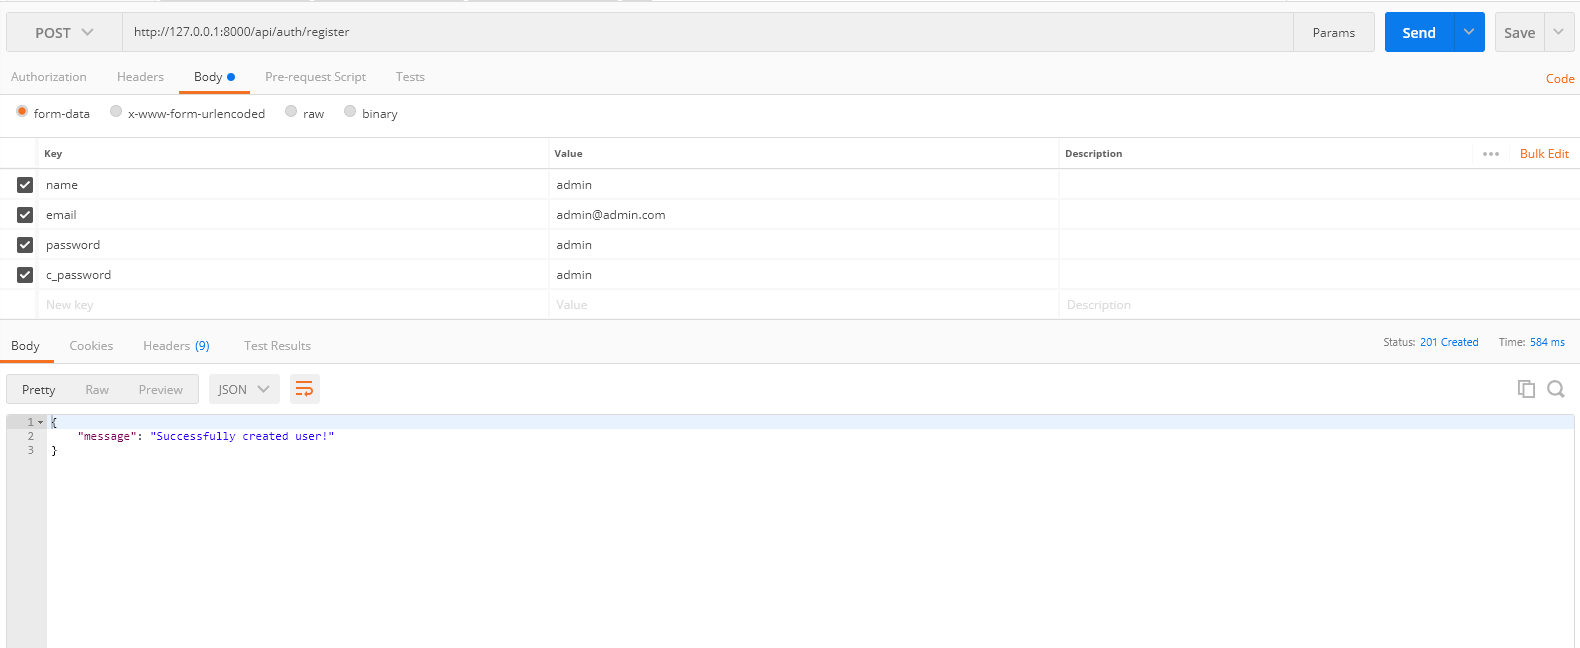 POST http://127.0.0.1:8000/api/auth/register Params Send Save
Authorization Headers Body Pre-request Script Tests Code
form-data x-www-form-urlencoded raw binary
Key Value Description ••• Bulk Edit
name admin
email admin@admin.com
password admin
c_password admin
New key Value Description
Body Cookies Headers (9) Test Results Status: 201 Created Time: 584 ms
Pretty Raw Preview JSON
1 {
2 "message": "Successfully created user!"
3 }